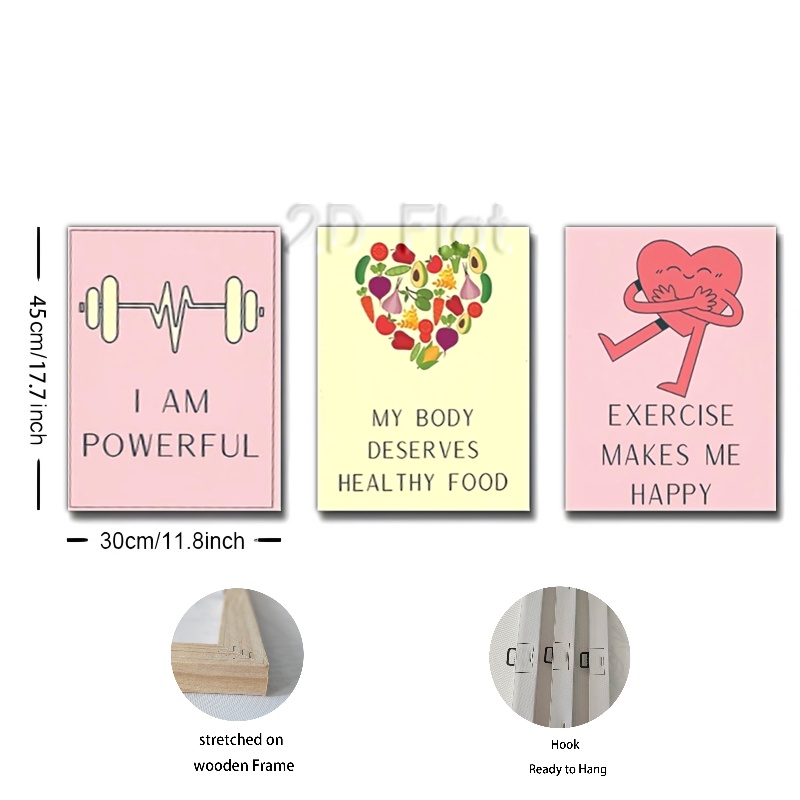 2D Flat
45cm/17.7inch
I AM
POWERFUL
MY BODY
DESERVES
HEALTHY FOOD
EXERCISE
MAKES ME
HAPPY
30cm/11.8inch
stretched on
wooden Frame
Hook
Ready to Hang